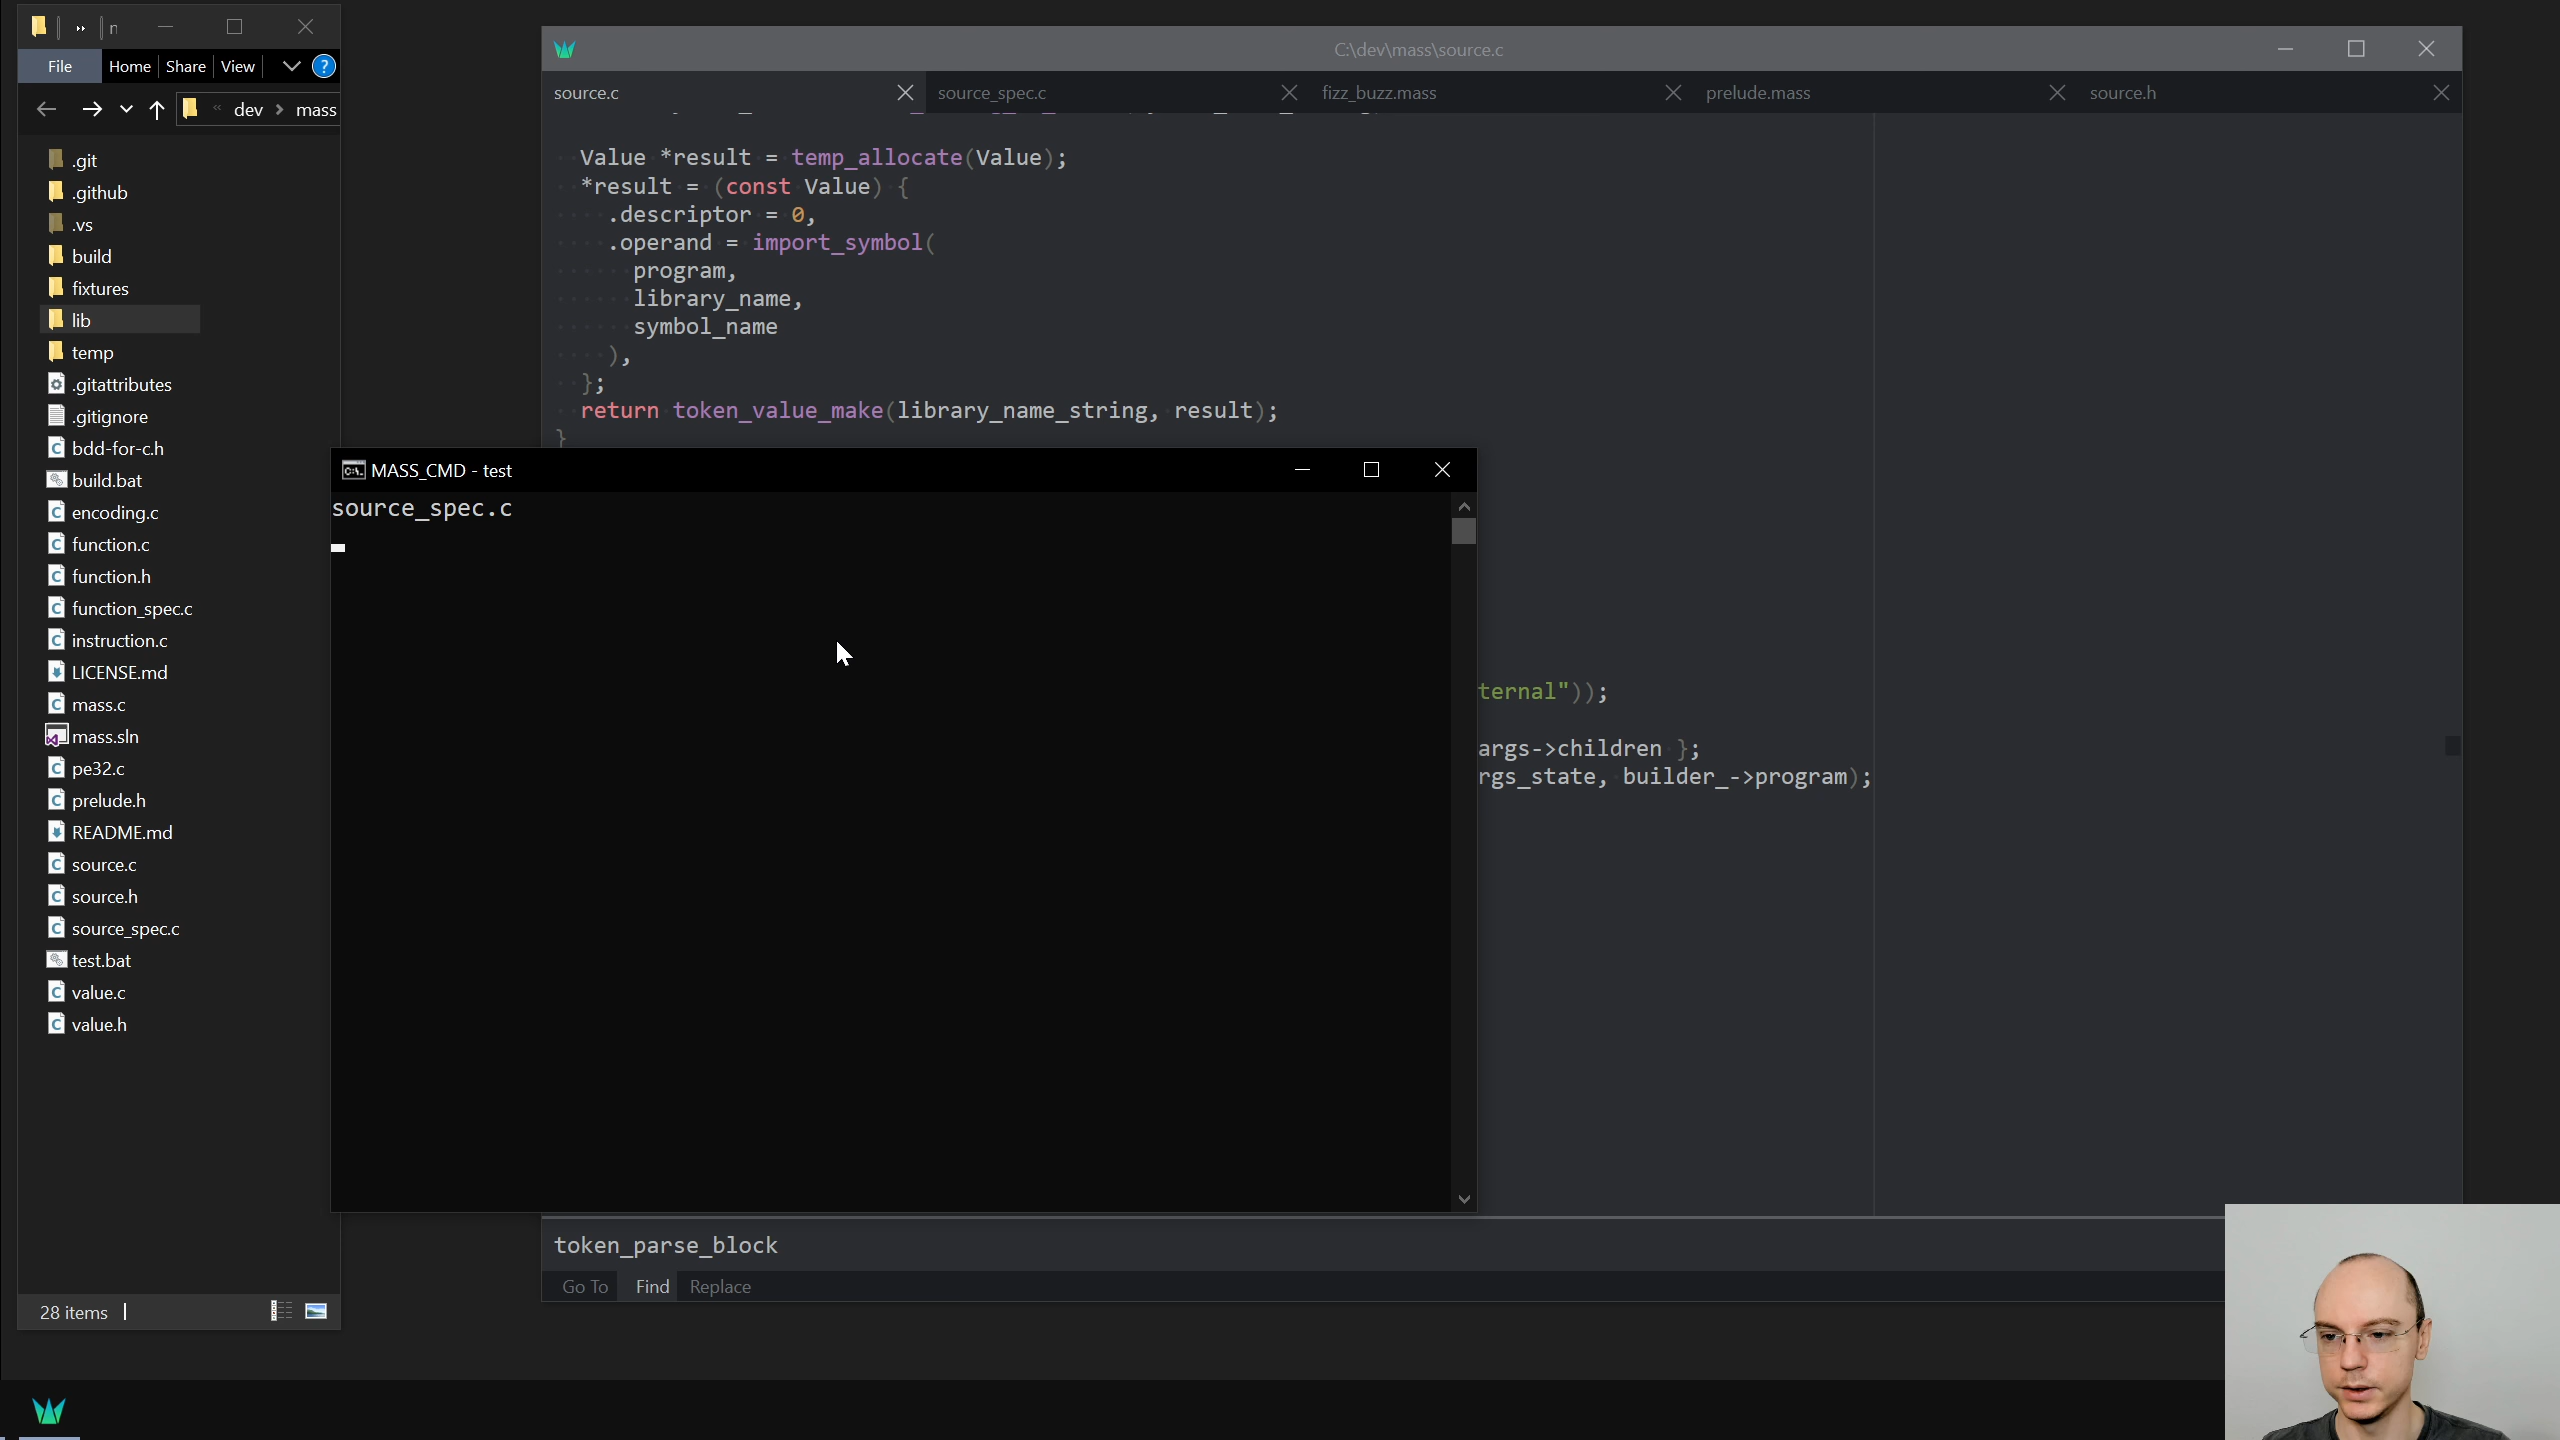 n
File Home Share View ?
dev > mass
.git
.github
.vs
build
fixtures
lib
temp
.gitattributes
.gitignore
bdd-for-c.h
build.bat
encoding.c
function.c
function.h
function_spec.c
instruction.c
LICENSE.md
mass.c
mass.sln
pe32.c
prelude.h
README.md
source.c
source.h
source_spec.c
test.bat
value.c
value.h
28 items
C:\dev\mass\source.c
source.c source_spec.c fizz_buzz.mass prelude.mass source.h
Value *result = temp_allocate(Value);
*result = (const Value) {
.descriptor = 0,
.operand = import_symbol(
program,
library_name,
symbol_name
),
};
return token_value_make(library_name_string, result);
}
MASS_CMD - test
source_spec.c
ternal"));
args->children };
rgs_state, builder_->program);
token_parse_block
Go To Find Replace